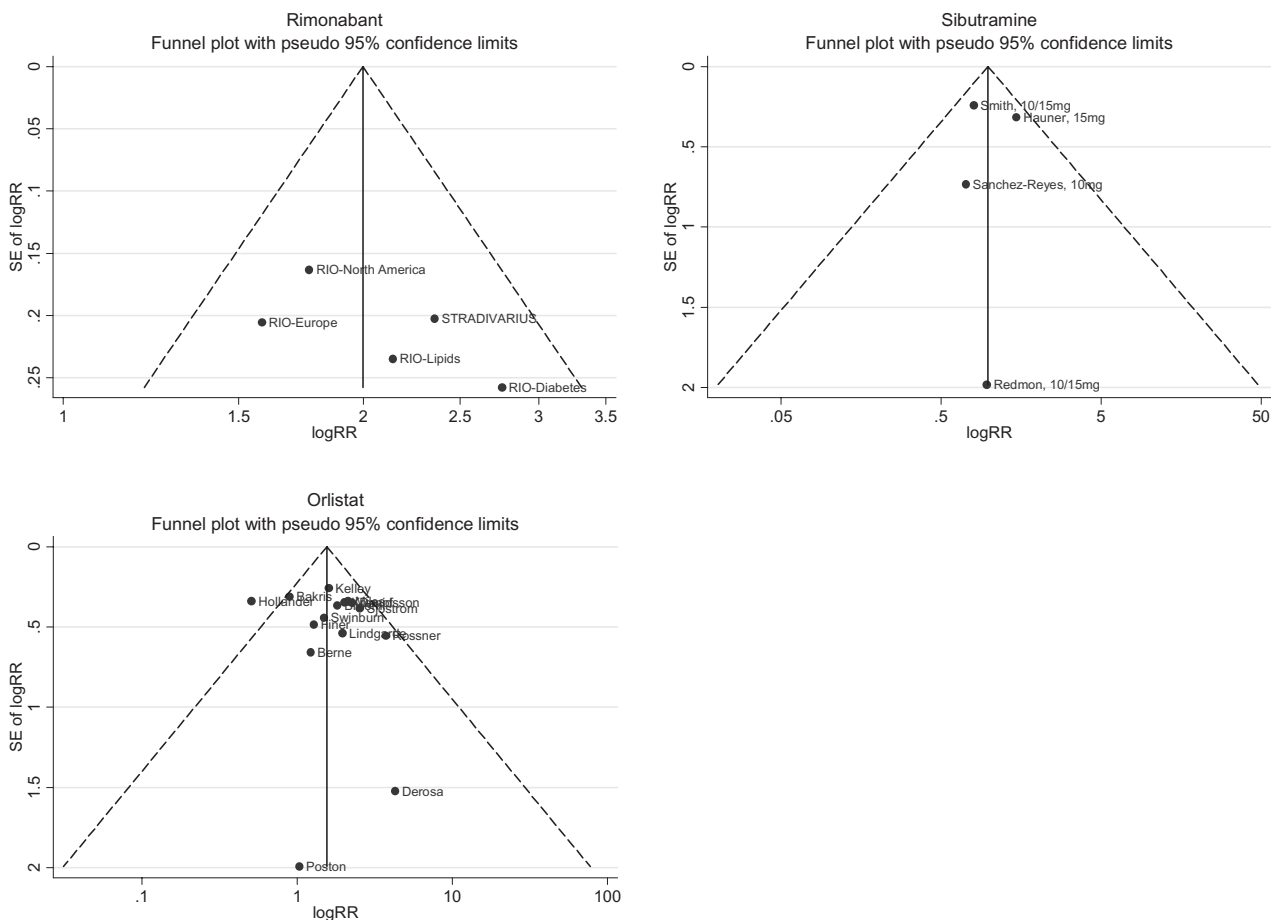 Rimonabant
Funnel plot with pseudo 95% confidence limits
0
.05
.1
.15
.2
.25
SE of logRR
RIO-North America
STRADIVARIUS
RIO-Europe
RIO-Lipids
RIO-Diabetes
1
1.5
2
2.5
3
3.5
logRR
Sibutramine
Funnel plot with pseudo 95% confidence limits
0
.5
1
1.5
2
SE of logRR
Smith, 10/15mg
Hauner, 15mg
Sanchez-Reyes, 10mg
Redmon, 10/15mg
.05
.5
5
50
logRR
Orlistat
Funnel plot with pseudo 95% confidence limits
0
.5
1
1.5
2
SE of logRR
Kelley
Bakris
Hollander
Sjostrom
Swinburn
Finer
Lindgarde
Rossner
Berne
Derosa
Poston
.1
1
10
100
logRR